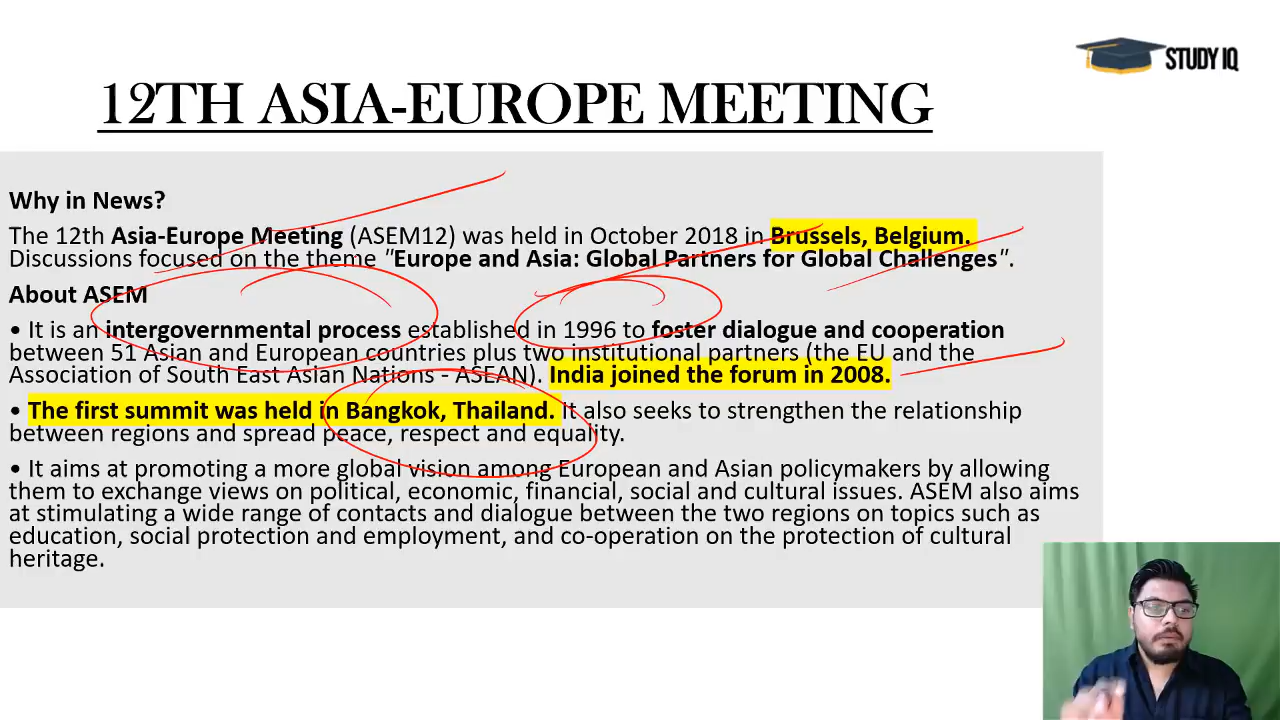 STUDY IQ
12TH ASIA-EUROPE MEETING
Why in News?
The 12th Asia-Europe Meeting (ASEM12) was held in October 2018 in Brussels, Belgium.
Discussions focused on the theme "Europe and Asia: Global Partners for Global Challenges".
About ASEM
• It is an intergovernmental process established in 1996 to foster dialogue and cooperation
between 51 Asian and European countries plus two institutional partners (the EU and the
Association of South East Asian Nations - ASEAN). India joined the forum in 2008.
• The first summit was held in Bangkok, Thailand. It also seeks to strengthen the relationship
between regions and spread peace, respect and equality.
• It aims at promoting a more global vision among European and Asian policymakers by allowing
them to exchange views on political, economic, financial, social and cultural issues. ASEM also aims
at stimulating a wide range of contacts and dialogue between the two regions on topics such as
education, social protection and employment, and co-operation on the protection of cultural
heritage.